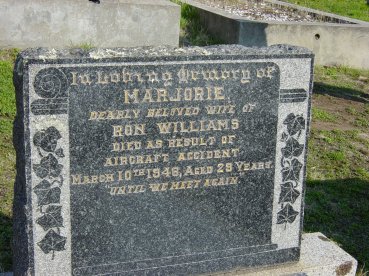 In Loving Memory of
MARJORIE
DEARLY BELOVED WIFE OF
RON WILLIAMS
DIED AS RESULT OF
AIRCRAFT ACCIDENT
MARCH 10TH 1946, AGED 29 YEARS.
"UNTIL WE MEET AGAIN."